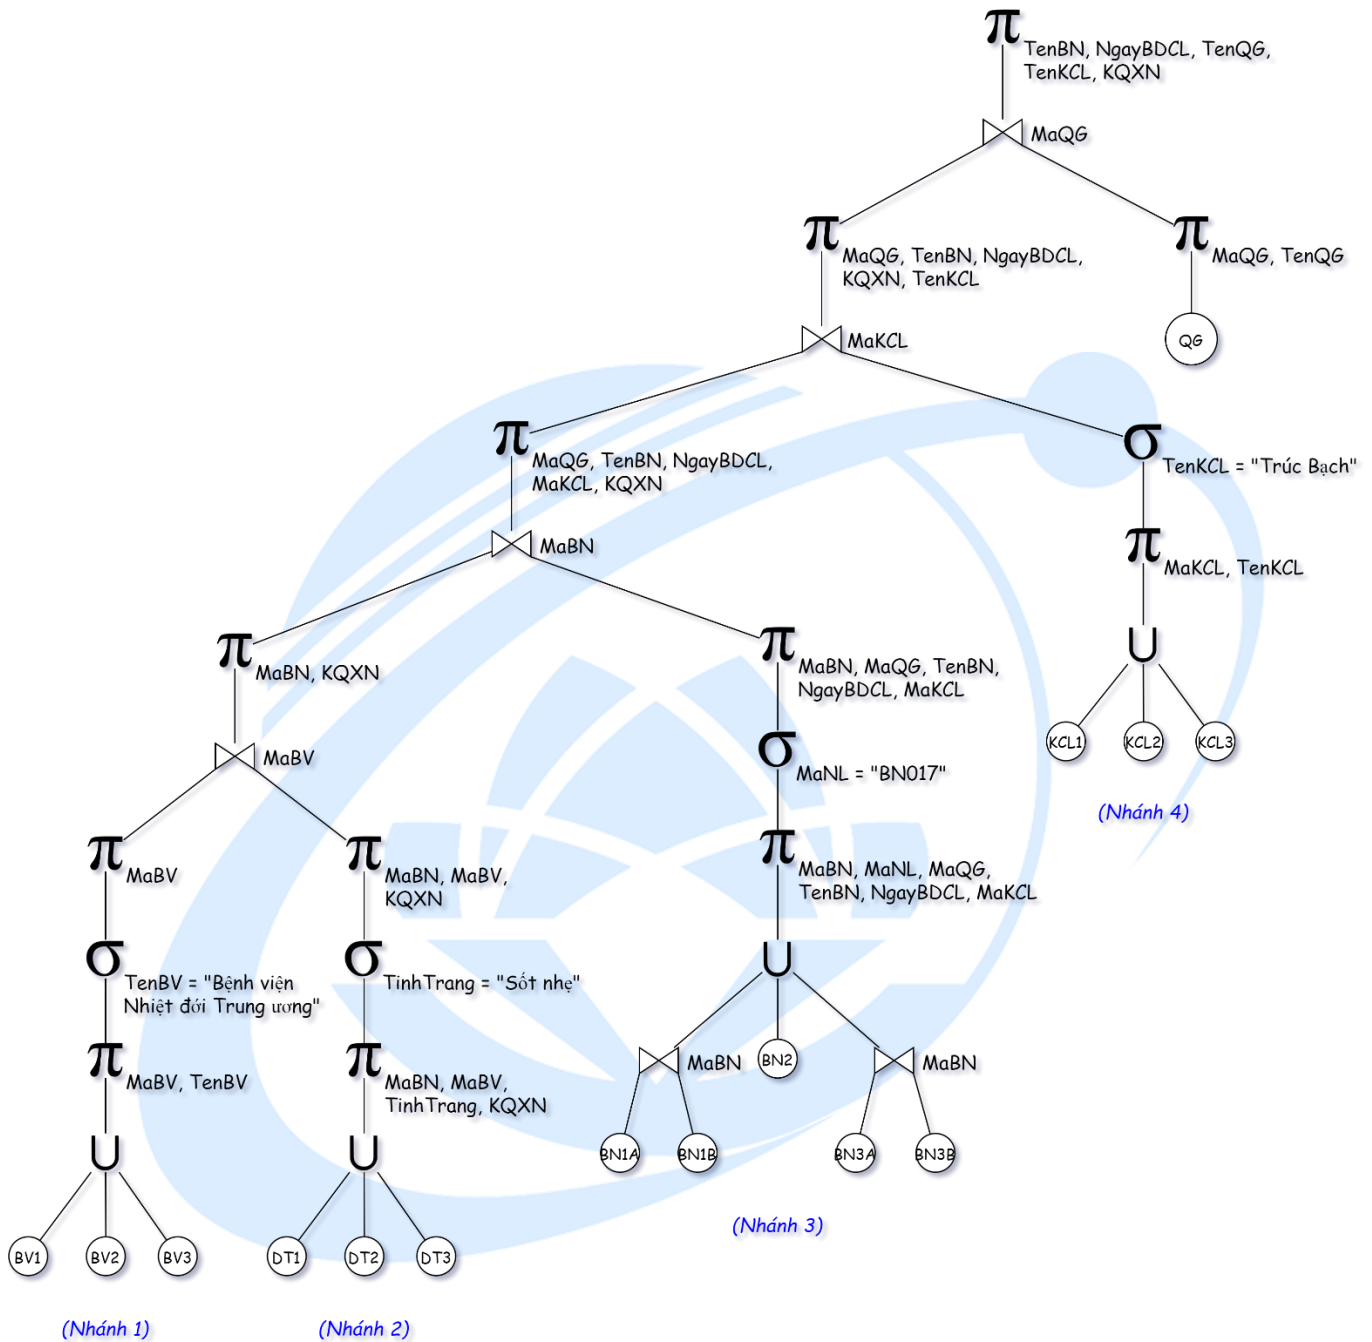 π
TenBN, NgayBDCL, TenQG,
TenKCL, KQXN
MaQG
π
MaQG, TenBN, NgayBDCL,
KQXN, TenKCL
π
MaQG, TenQG
MaKCL
QG
π
MaQG, TenBN, NgayBDCL,
MaKCL, KQXN
σ
TenKCL = "Trúc Bạch"
MaBN
π
MaKCL, TenKCL
π
MaBN, KQXN
π
MaBN, MaQG, TenBN,
NgayBDCL, MaKCL
∪
MaBV
σ
MaNL = "BN017"
KCL1
KCL2
KCL3
(Nhánh 4)
π
MaBV
π
MaBN, MaBV,
KQXN
π
MaBN, MaNL, MaQG,
TenBN, NgayBDCL, MaKCL
σ
TenBV = "Bệnh viện
Nhiệt đới Trung ương"
σ
TinhTrang = "Sốt nhẹ"
∪
π
MaBV, TenBV
π
MaBN, MaBV,
TinhTrang, KQXN
MaBN
BN2
MaBN
∪
∪
BN1A
BN1B
BN3A
BN3B
(Nhánh 3)
BV1
BV2
BV3
DT1
DT2
DT3
(Nhánh 1)
(Nhánh 2)